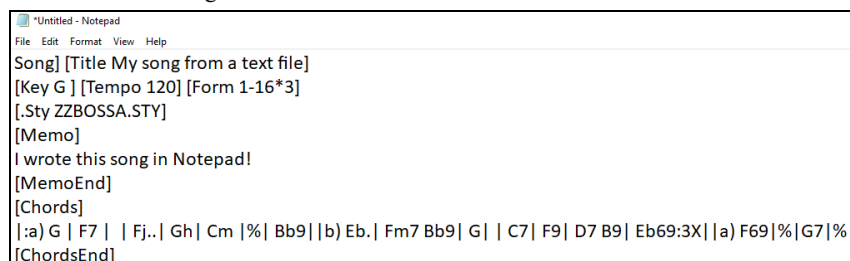 *Untitled - Notepad
File Edit Format View Help
Song] [Title My song from a text file]
[Key G ] [Tempo 120] [Form 1-16*3]
[.Sty ZZBOSSA.STY]
[Memo]
I wrote this song in Notepad!
[MemoEnd]
[Chords]
|:a) G | F7 | | Fj..| Gh| Cm |%| Bb9||b) Eb.| Fm7 Bb9| G| | C7| F9| D7 B9| Eb69:3X||a) F69|%|G7|%
[ChordsEnd]